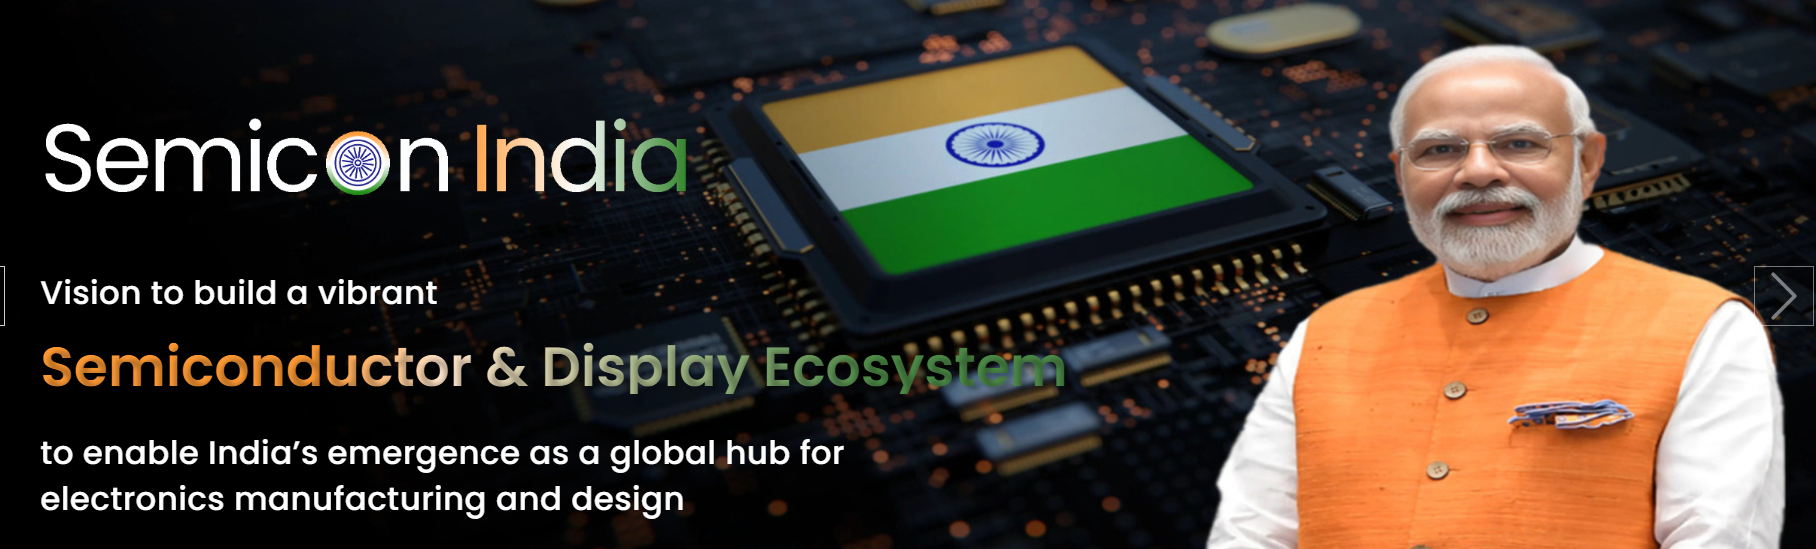 Semicon India
Vision to build a vibrant
Semiconductor & Display Ecosystem
to enable India’s emergence as a global hub for
electronics manufacturing and design